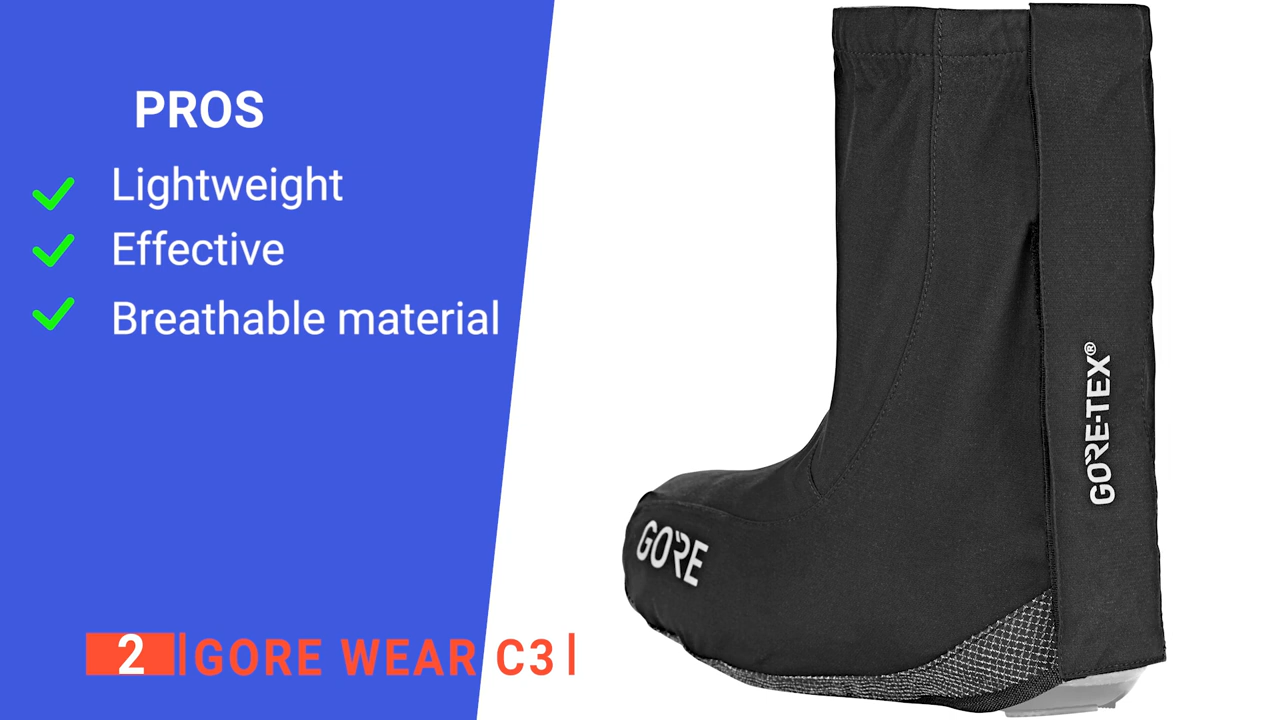 PROS
Lightweight
Effective
Breathable material
2 GORE WEAR C3
GORE
GORE-TEX®